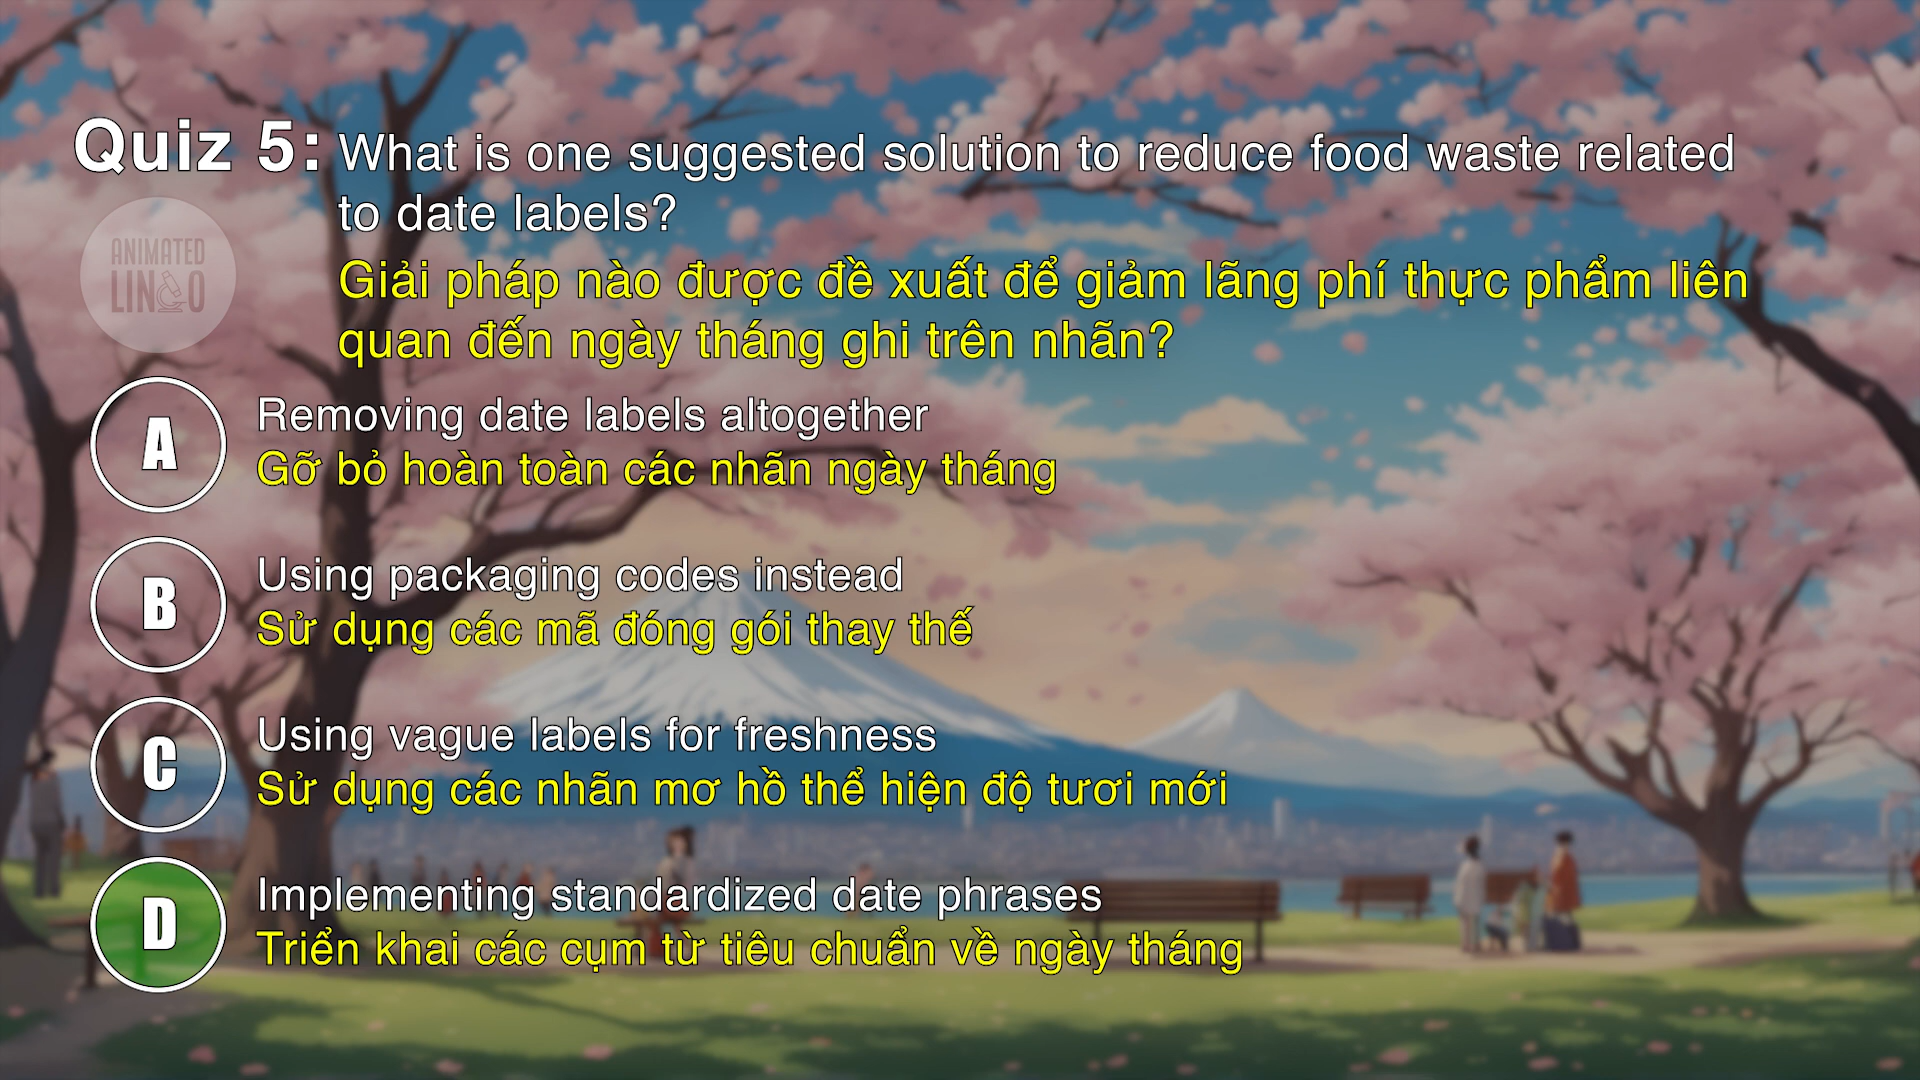 Quiz 5: What is one suggested solution to reduce food waste related
to date labels?
Giải pháp nào được đề xuất để giảm lãng phí thực phẩm liên
quan đến ngày tháng ghi trên nhãn?
ANIMATED
LINGO
A
Removing date labels altogether
Gỡ bỏ hoàn toàn các nhãn ngày tháng
B
Using packaging codes instead
Sử dụng các mã đóng gói thay thế
C
Using vague labels for freshness
Sử dụng các nhãn mơ hồ thể hiện độ tươi mới
D
Implementing standardized date phrases
Triển khai các cụm từ tiêu chuẩn về ngày tháng